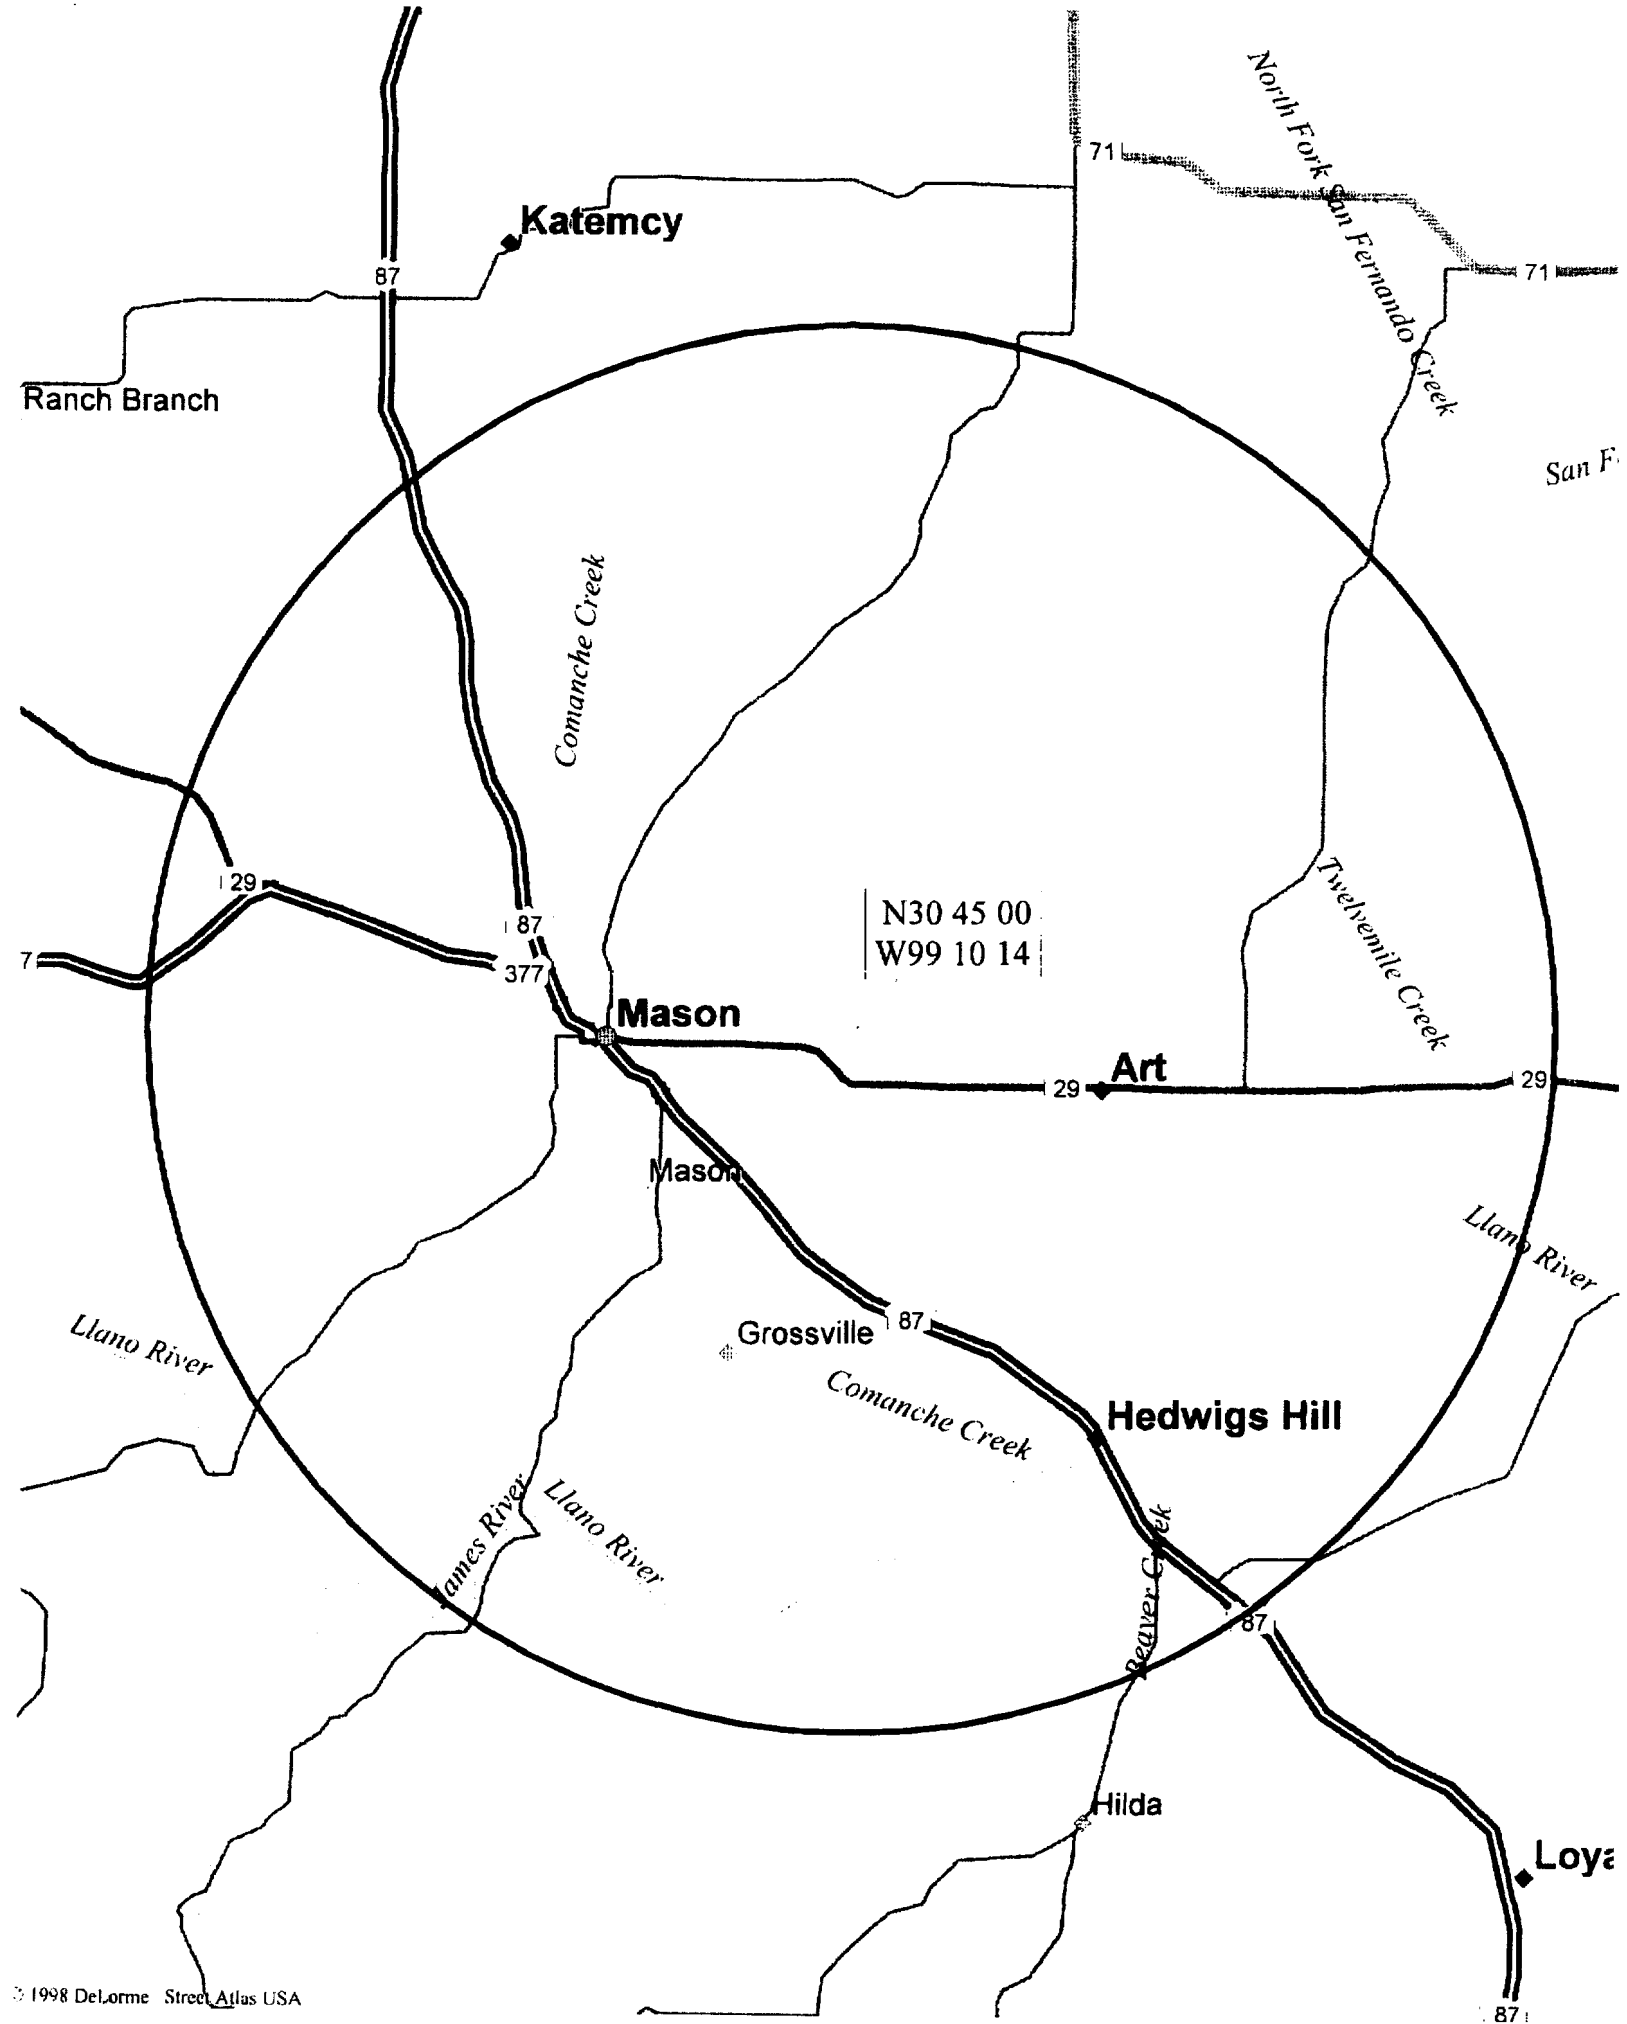 North Fork San Fernando Creek
71
Katemcy
71
87
Ranch Branch
San F
Comanche Creek
29
87
N30 45 00
W99 10 14
Twelvemile Creek
7
377
Mason
Art
29
29
Mason
Llano River
Llano River
Grossville
87
Comanche Creek
Hedwigs Hill
James River
Llano River
Beaver Creek
87
Hilda
Loya
© 1998 DeLorme Street Atlas USA
87